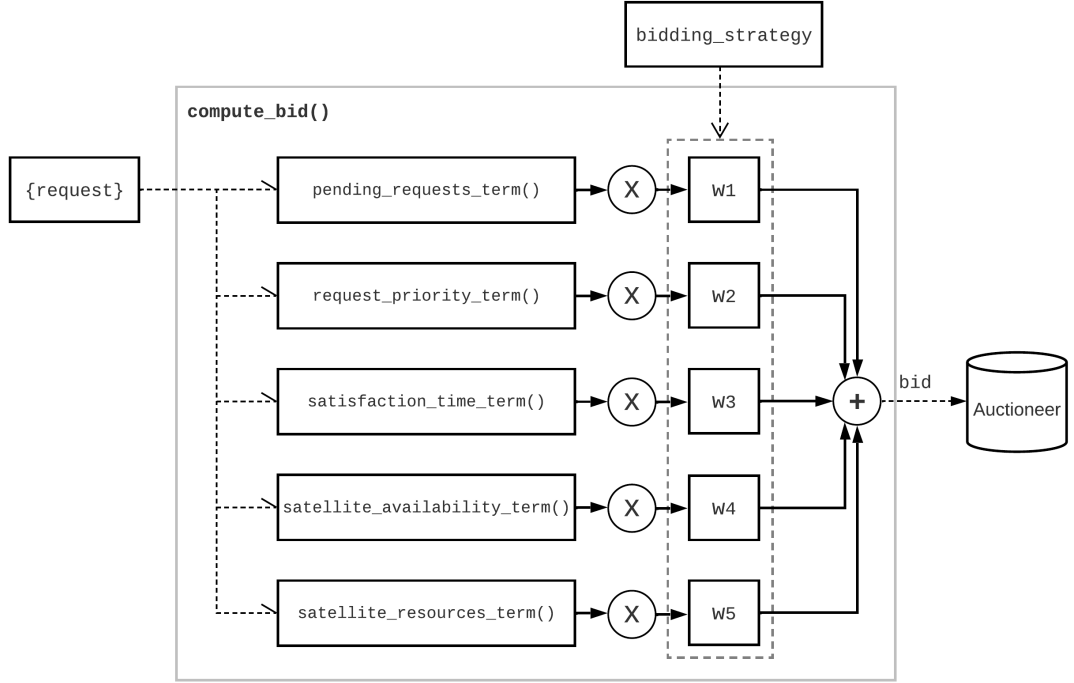 bidding_strategy
compute_bid()
{request}
pending_requests_term()
X
W1
request_priority_term()
X
W2
satisfaction_time_term()
X
W3
+
bid
Auctioneer
satellite_availability_term()
X
W4
satellite_resources_term()
X
W5